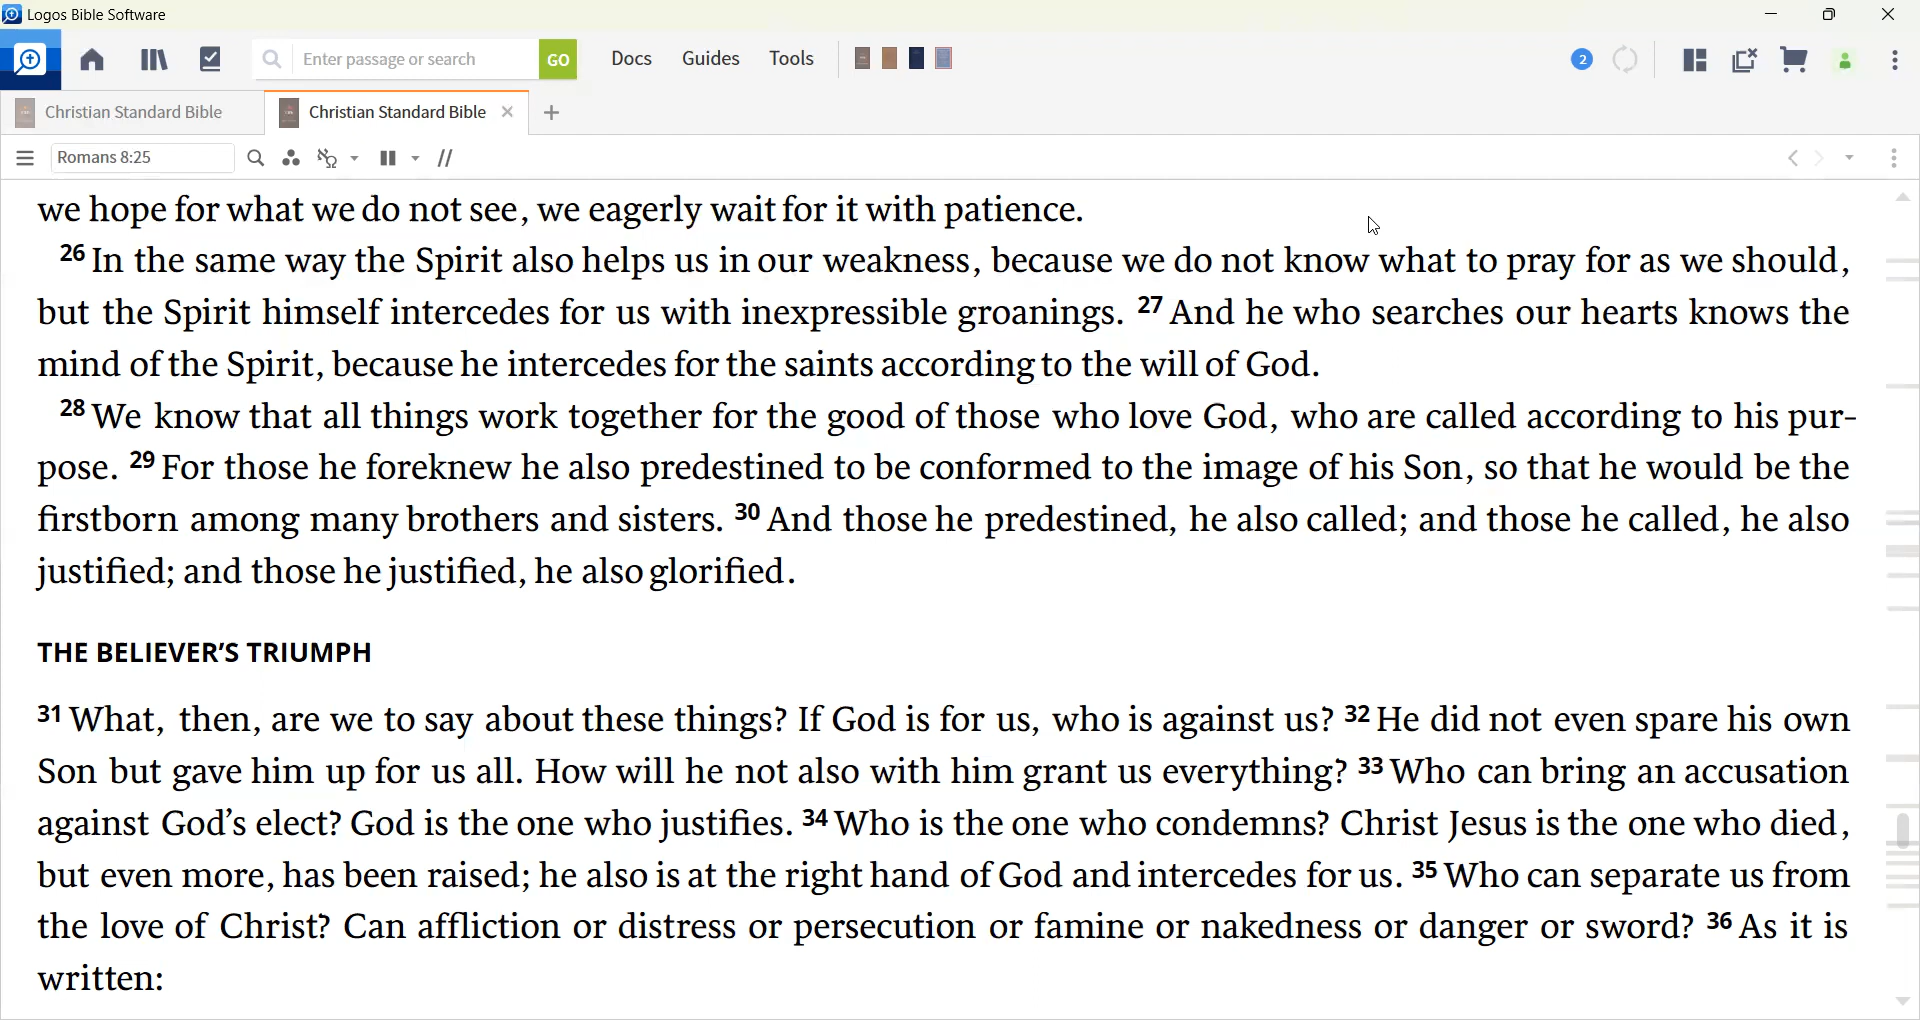 Logos Bible Software
Enter passage or search GO Docs Guides Tools 2
Christian Standard Bible Christian Standard Bible
Romans 8:25
we hope for what we do not see, we eagerly wait for it with patience.
26 In the same way the Spirit also helps us in our weakness, because we do not know what to pray for as we should,
but the Spirit himself intercedes for us with inexpressible groanings. 27 And he who searches our hearts knows the
mind of the Spirit, because he intercedes for the saints according to the will of God.
28 We know that all things work together for the good of those who love God, who are called according to his pur-
pose. 29 For those he foreknew he also predestined to be conformed to the image of his Son, so that he would be the
firstborn among many brothers and sisters. 30 And those he predestined, he also called; and those he called, he also
justified; and those he justified, he also glorified.
THE BELIEVER’S TRIUMPH
31 What, then, are we to say about these things? If God is for us, who is against us? 32 He did not even spare his own
Son but gave him up for us all. How will he not also with him grant us everything? 33 Who can bring an accusation
against God’s elect? God is the one who justifies. 34 Who is the one who condemns? Christ Jesus is the one who died,
but even more, has been raised; he also is at the right hand of God and intercedes for us. 35 Who can separate us from
the love of Christ? Can affliction or distress or persecution or famine or nakedness or danger or sword? 36 As it is
written: